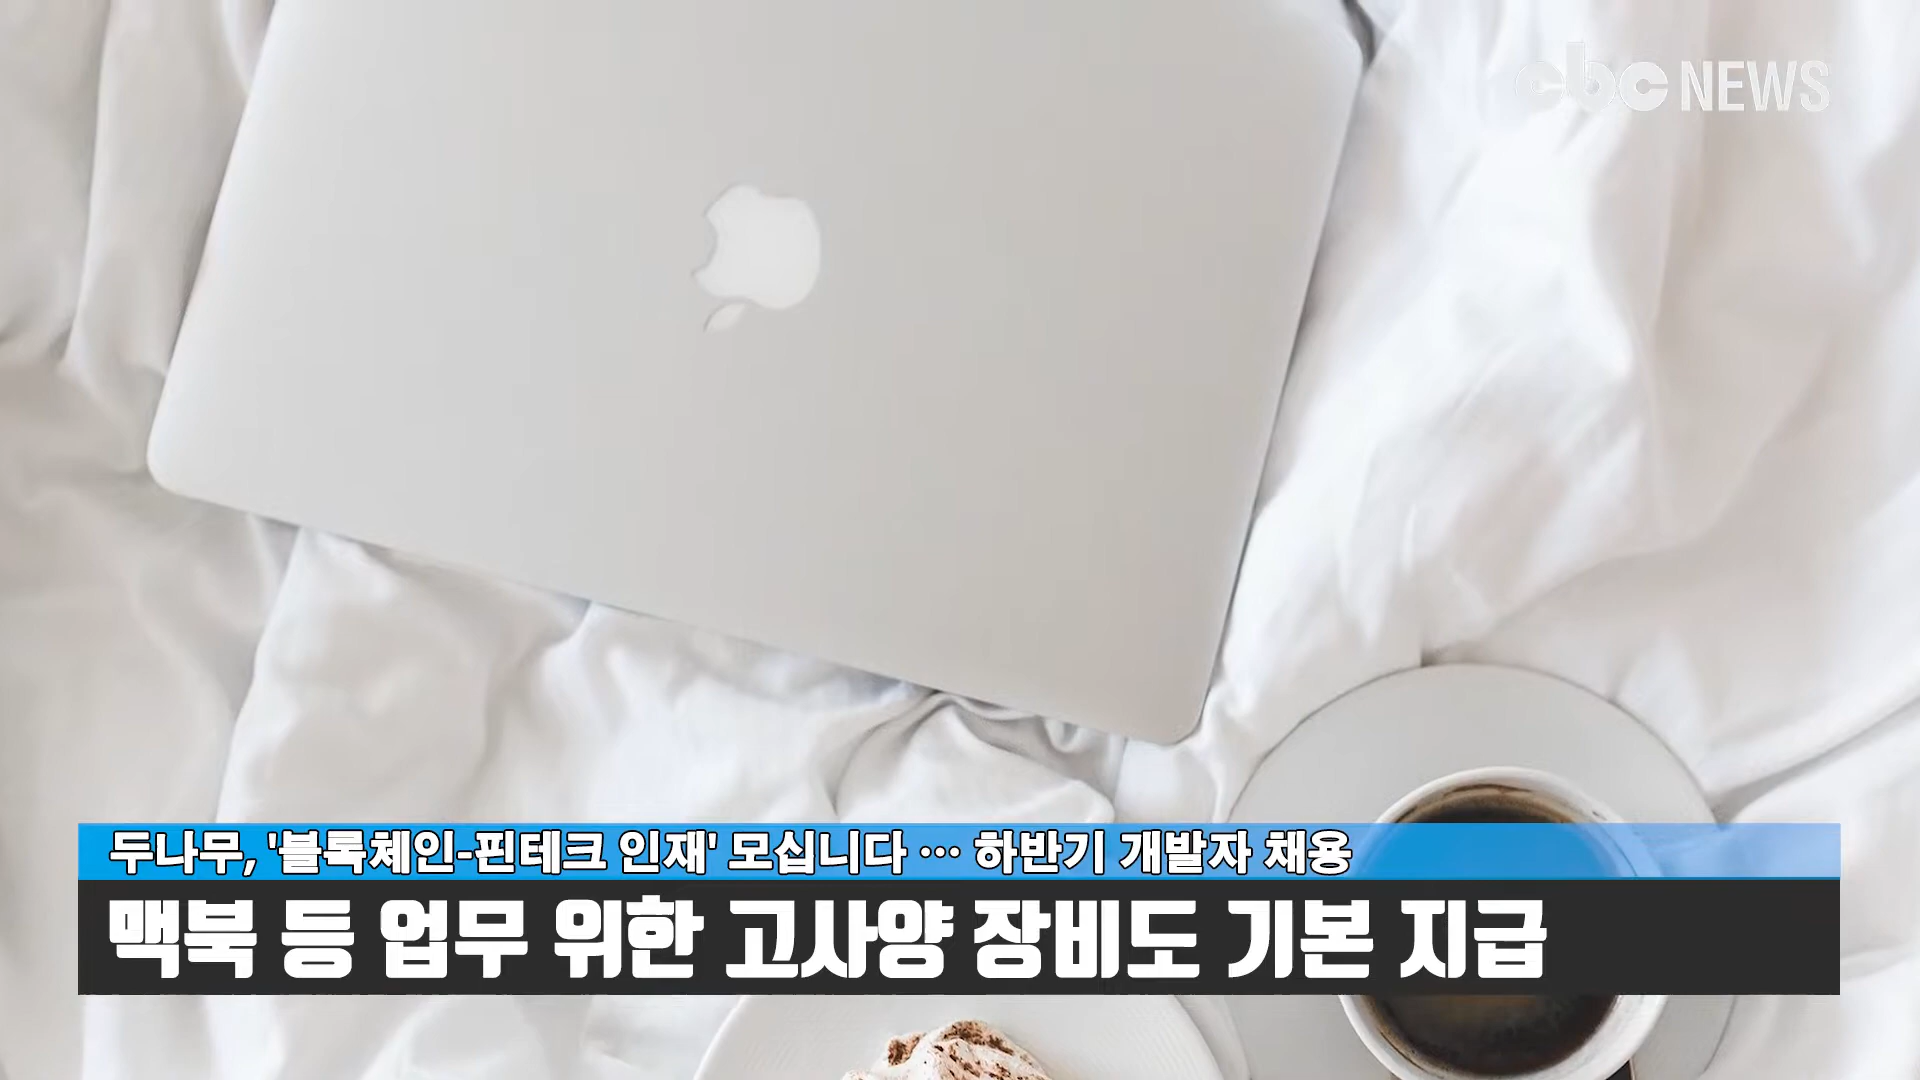 cbc NEWS
두나무, '블록체인-핀테크 인재' 모십니다 … 하반기 개발자 채용
맥북 등 업무 위한 고사양 장비도 기본 지급